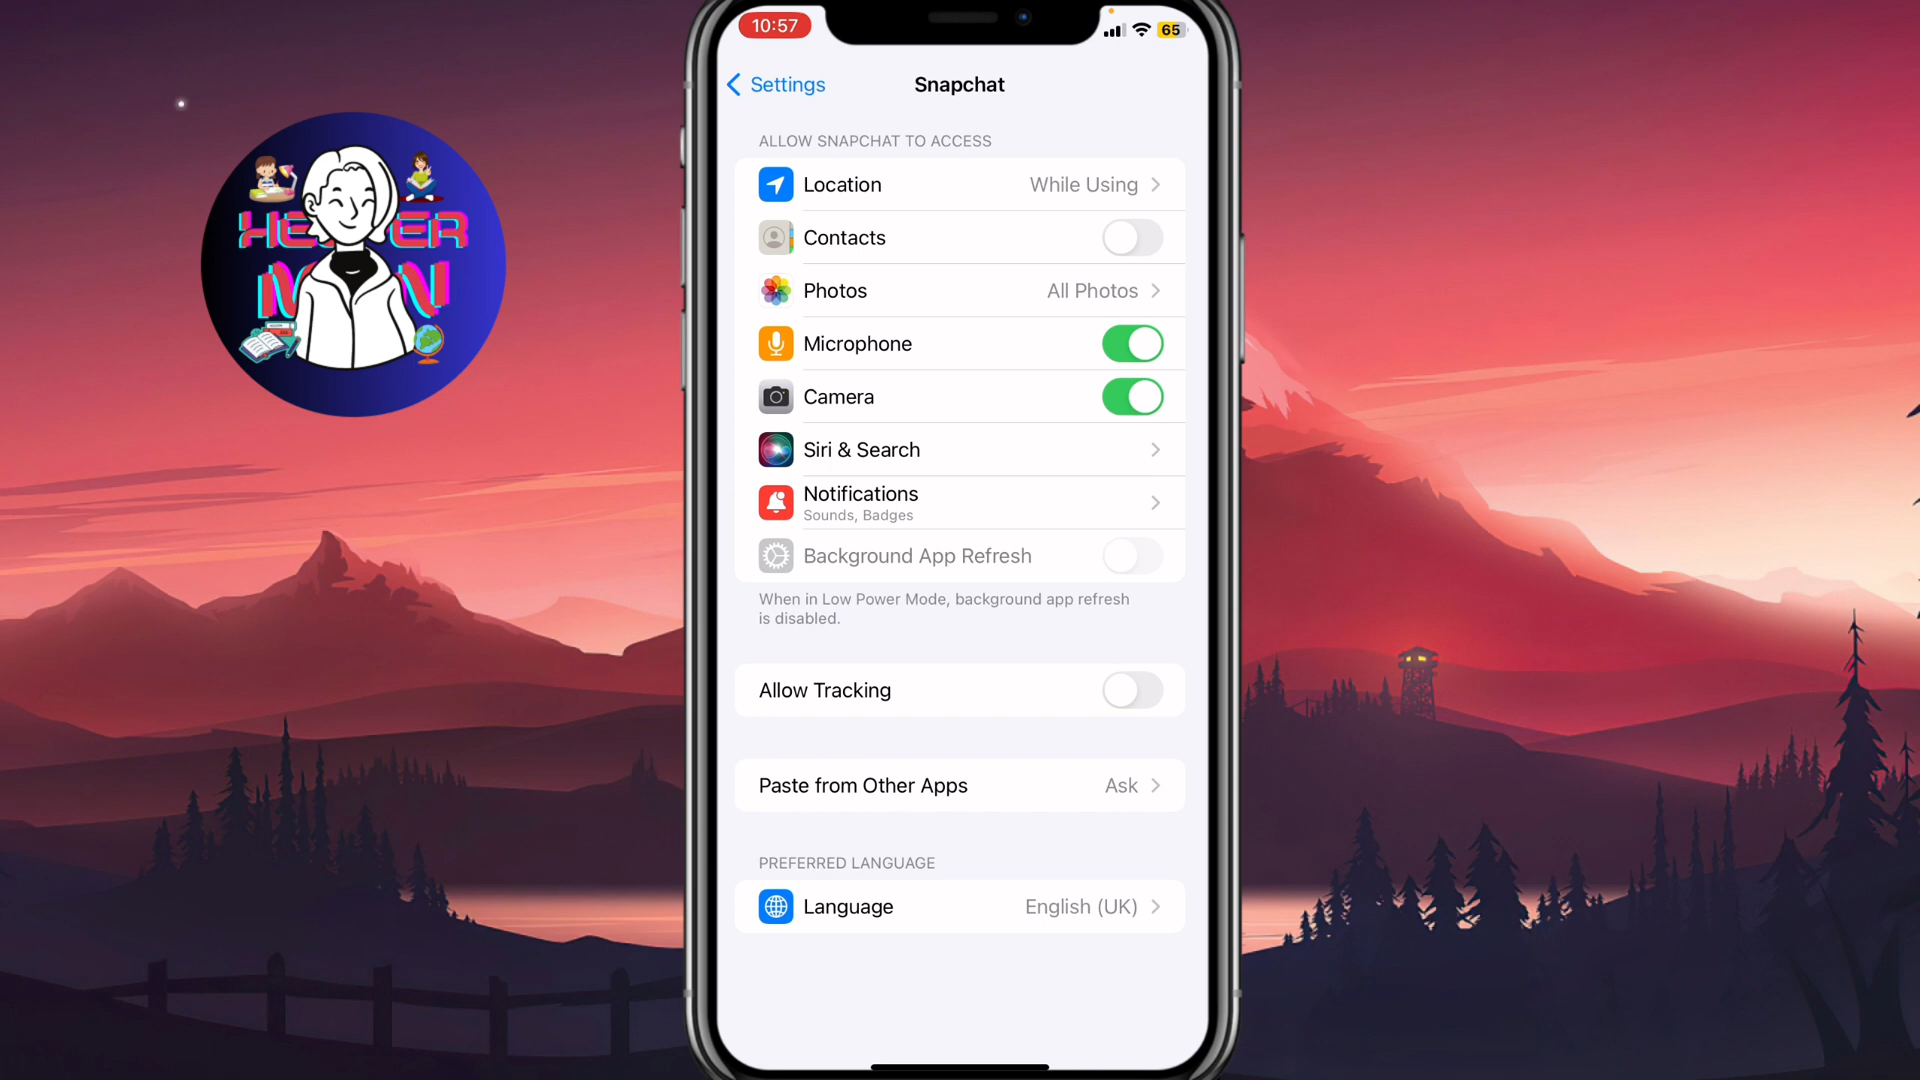 10:57
65
Settings
Snapchat
ALLOW SNAPCHAT TO ACCESS
Location
While Using
Contacts
Photos
All Photos
Microphone
Camera
Siri & Search
Notifications
Sounds, Badges
Background App Refresh
When in Low Power Mode, background app refresh
is disabled.
Allow Tracking
Paste from Other Apps
Ask
PREFERRED LANGUAGE
Language
English (UK)